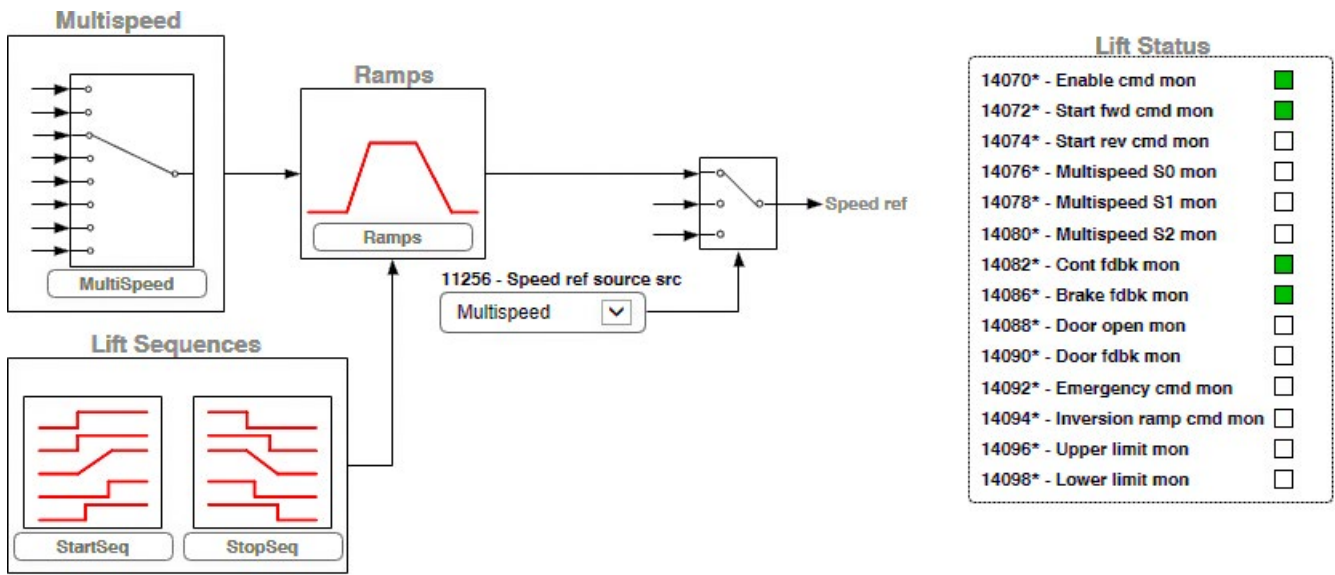 Multispeed
MultiSpeed
Ramps
Ramps
11256 - Speed ref source src
Multispeed
Speed ref
Lift Sequences
StartSeq
StopSeq
Lift Status
14070* - Enable cmd mon
14072* - Start fwd cmd mon
14074* - Start rev cmd mon
14076* - Multispeed S0 mon
14078* - Multispeed S1 mon
14080* - Multispeed S2 mon
14082* - Cont fdbk mon
14086* - Brake fdbk mon
14088* - Door open mon
14090* - Door fdbk mon
14092* - Emergency cmd mon
14094* - Inversion ramp cmd mon
14096* - Upper limit mon
14098* - Lower limit mon